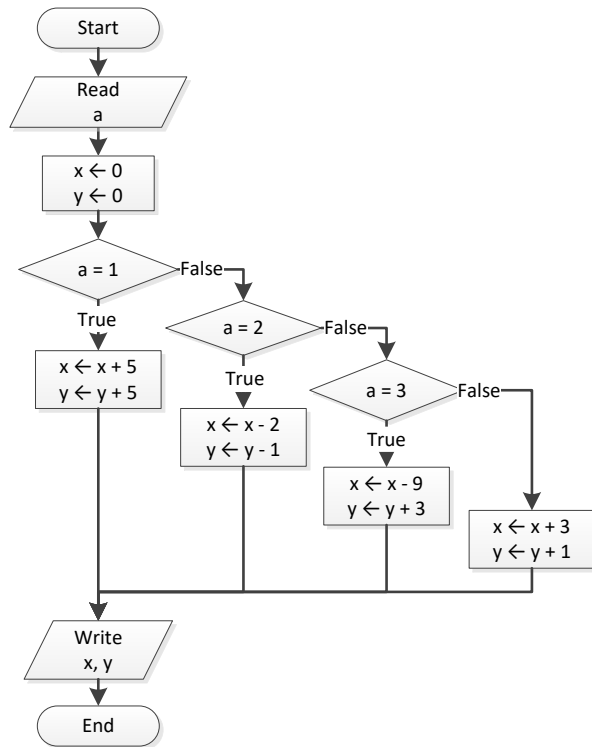 Start
Read
a
x ← 0
y ← 0
a = 1
False
True
x ← x + 5
y ← y + 5
a = 2
False
True
x ← x - 2
y ← y - 1
a = 3
False
True
x ← x - 9
y ← y + 3
x ← x + 3
y ← y + 1
Write
x, y
End